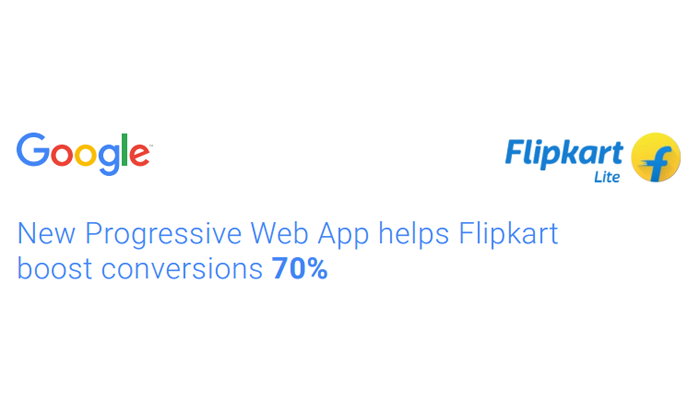 Google
Flipkart
Lite
New Progressive Web App helps Flipkart
boost conversions 70%